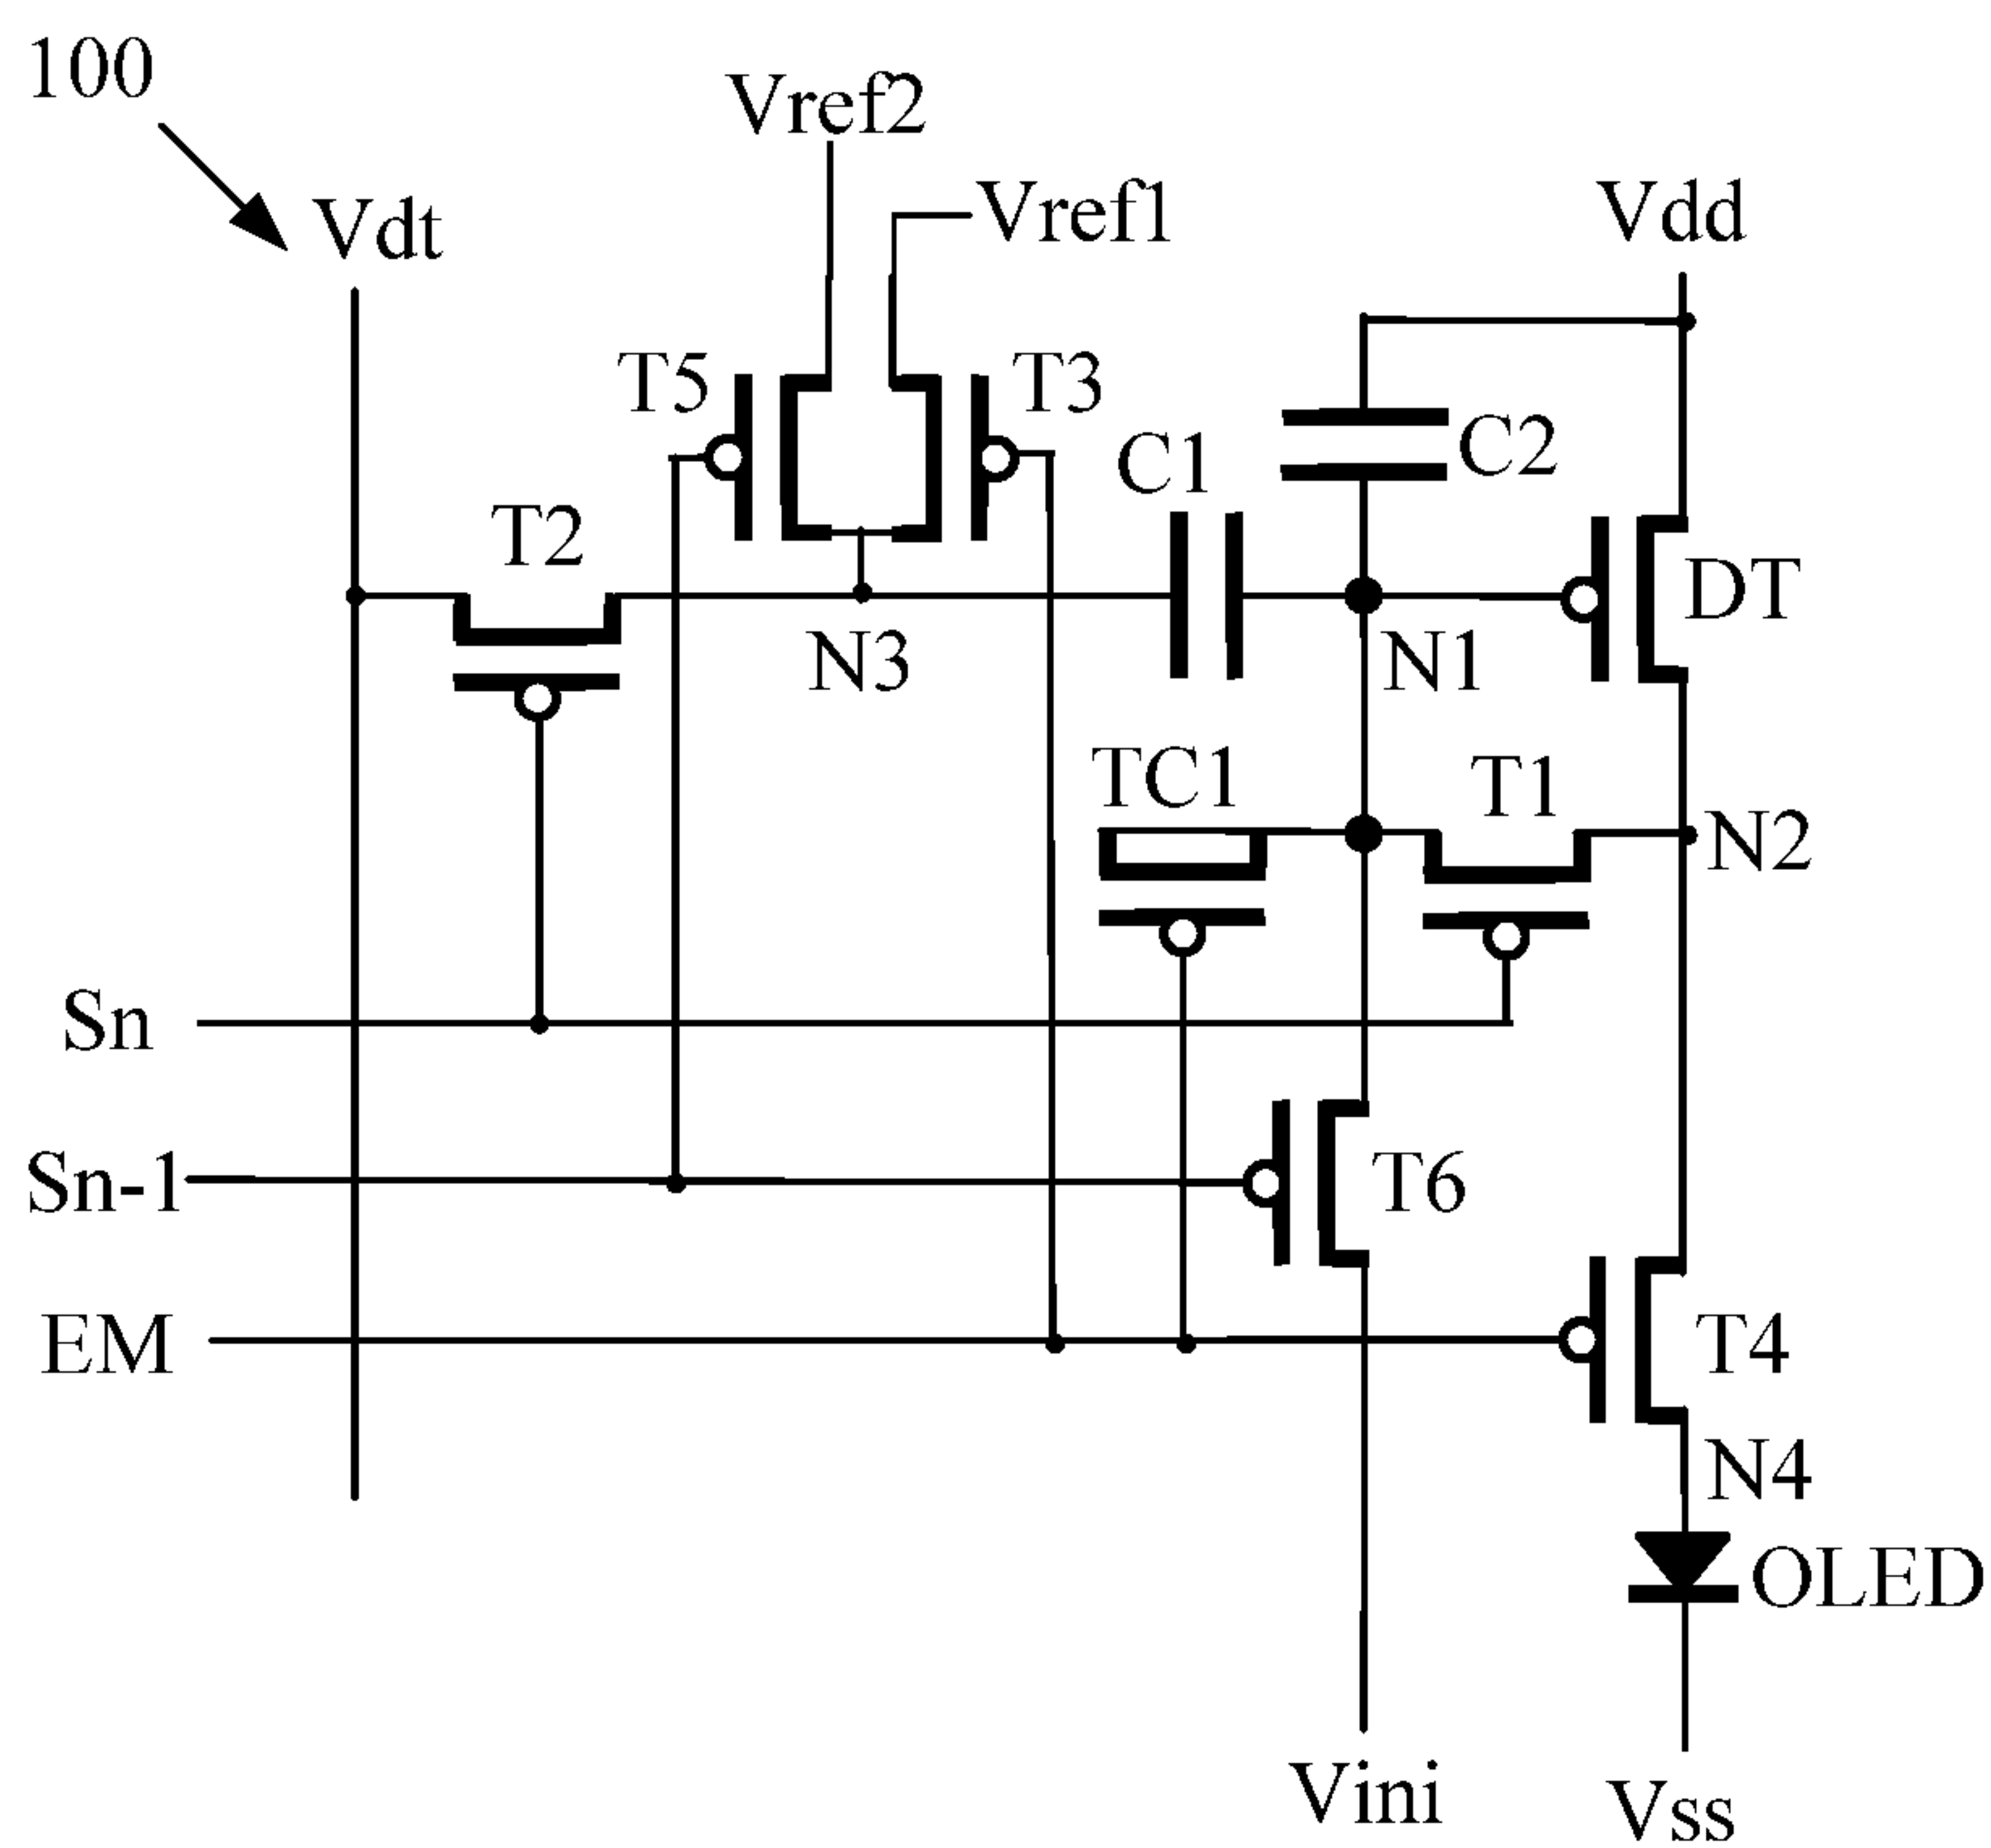 100
Vref2
Vref1
Vdt
Vdd
T5
T3
C1
C2
T2
DT
N3
N1
TC1
T1
N2
Sn
Sn-1
T6
EM
T4
N4
OLED
Vini
Vss